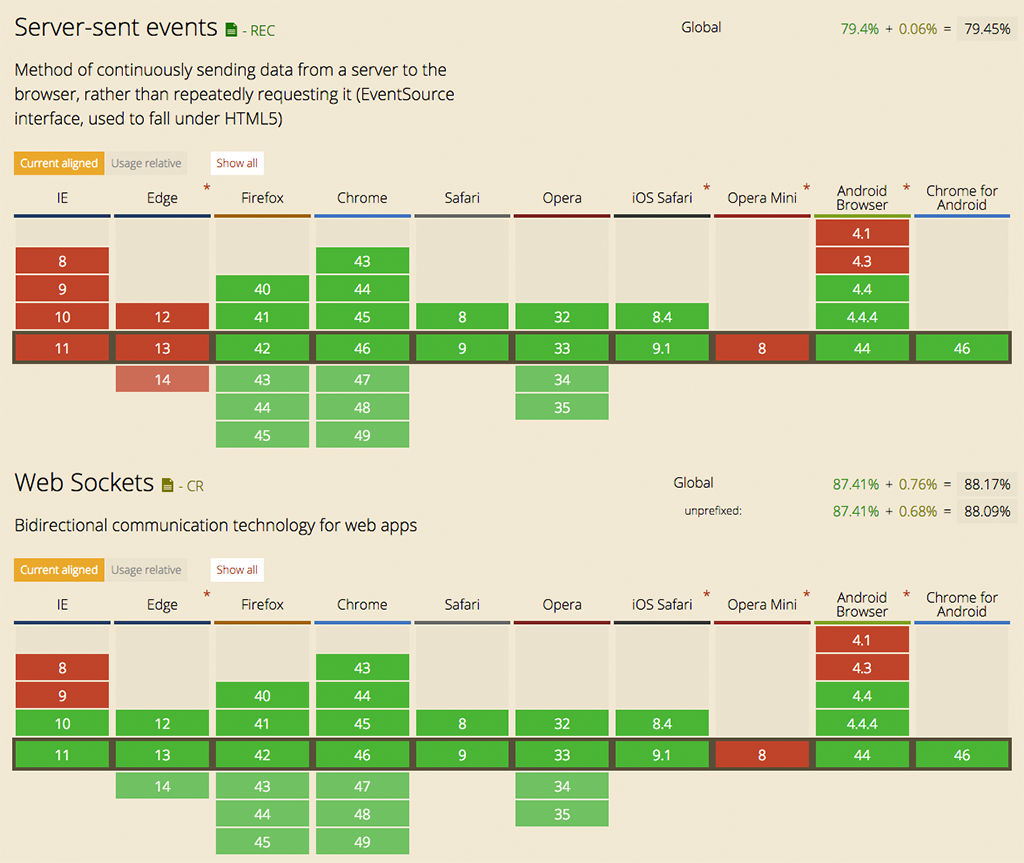 Server-sent events - REC
Global 79.4% + 0.06% = 79.45%
Method of continuously sending data from a server to the
browser, rather than repeatedly requesting it (EventSource
interface, used to fall under HTML5)
Current aligned Usage relative Show all
IE Edge * Firefox Chrome Safari Opera iOS Safari * Opera Mini * Android Browser * Chrome for Android
4.1
8 43 4.3
9 40 44 4.4
10 12 41 45 8 32 8.4 4.4.4
11 13 42 46 9 33 9.1 8 44 46
14 43 47 34
44 48 35
45 49
Web Sockets - CR
Global 87.41% + 0.76% = 88.17%
unprefixed: 87.41% + 0.68% = 88.09%
Bidirectional communication technology for web apps
Current aligned Usage relative Show all
IE Edge * Firefox Chrome Safari Opera iOS Safari * Opera Mini * Android Browser * Chrome for Android
4.1
8 43 4.3
9 40 44 4.4
10 12 41 45 8 32 8.4 4.4.4
11 13 42 46 9 33 9.1 8 44 46
14 43 47 34
44 48 35
45 49